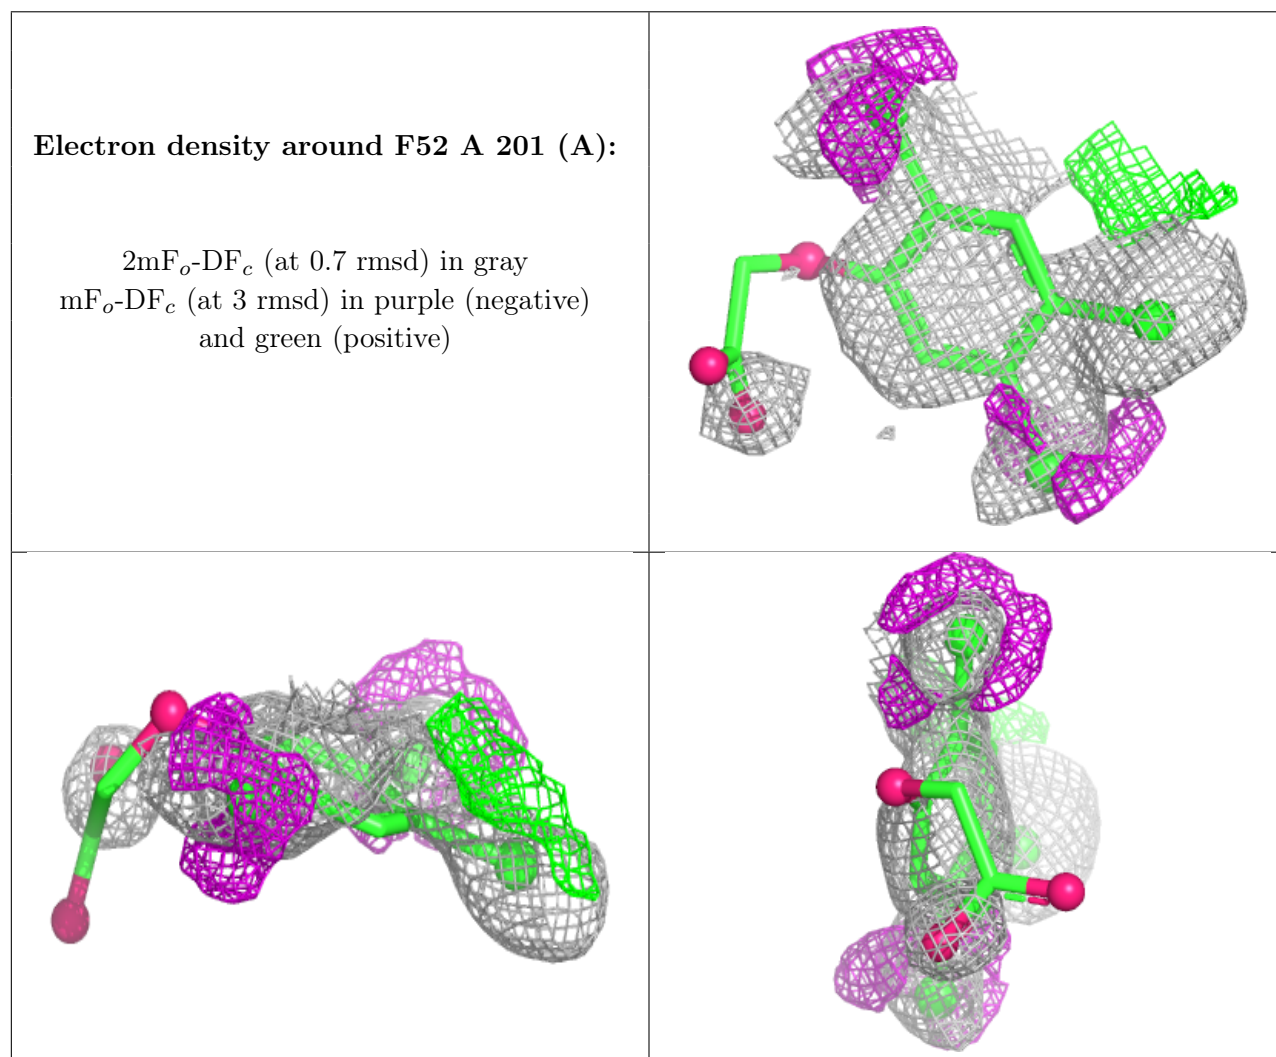 Electron density around F52 A 201 (A):
2mFₒ-DF𝒸 (at 0.7 rmsd) in gray
mFₒ-DF𝒸 (at 3 rmsd) in purple (negative)
and green (positive)